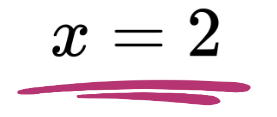 x = 2